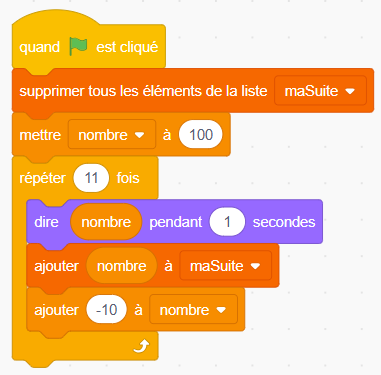 quand est cliqué
supprimer tous les éléments de la liste maSuite
mettre nombre à 100
répéter 11 fois
dire nombre pendant 1 secondes
ajouter nombre à maSuite
ajouter -10 à nombre